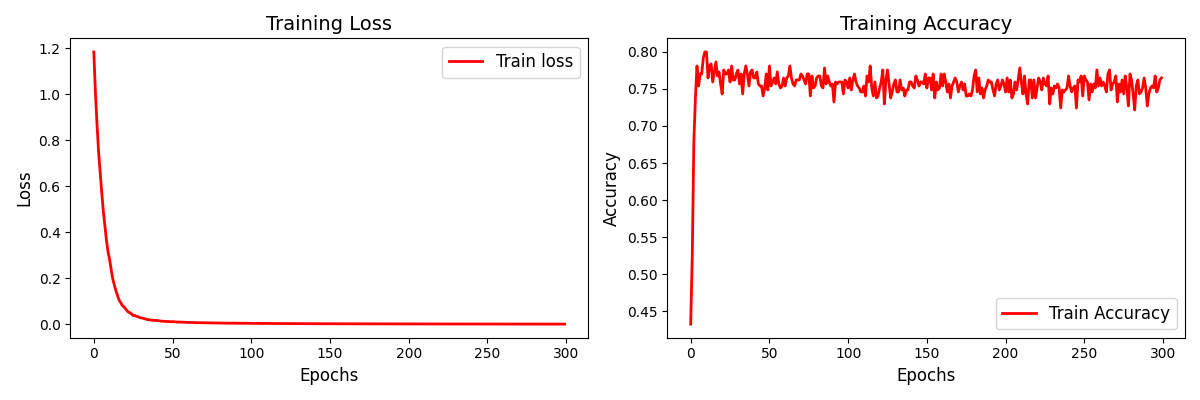 Training Loss
1.2
1.0
0.8
0.6
0.4
0.2
0.0
Loss
Train loss
0 50 100 150 200 250 300
Epochs
Training Accuracy
0.80
0.75
0.70
0.65
0.60
0.55
0.50
0.45
Accuracy
Train Accuracy
0 50 100 150 200 250 300
Epochs